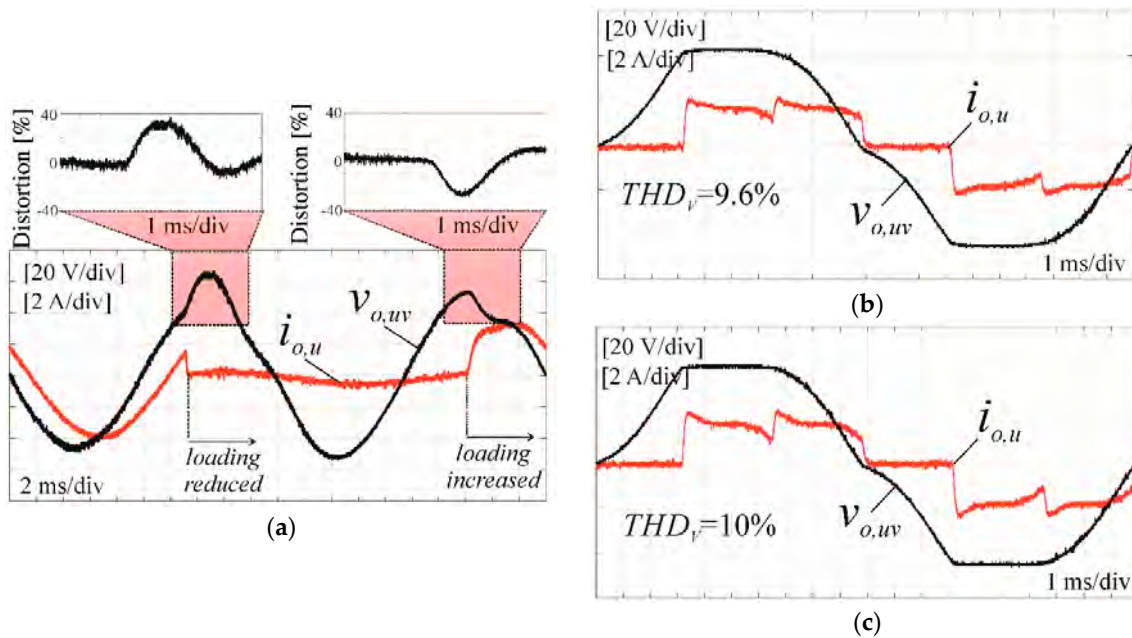 Distortion [%]
40
0
-40
1 ms/div
Distortion [%]
40
0
-40
1 ms/div
[20 V/div]
[2 A/div]
v_{o,uv}
i_{o,u}
loading
reduced
loading
increased
2 ms/div
(a)
[20 V/div]
[2 A/div]
i_{o,u}
THD_v=9.6%
v_{o,uv}
1 ms/div
(b)
[20 V/div]
[2 A/div]
i_{o,u}
THD_v=10%
v_{o,uv}
1 ms/div
(c)